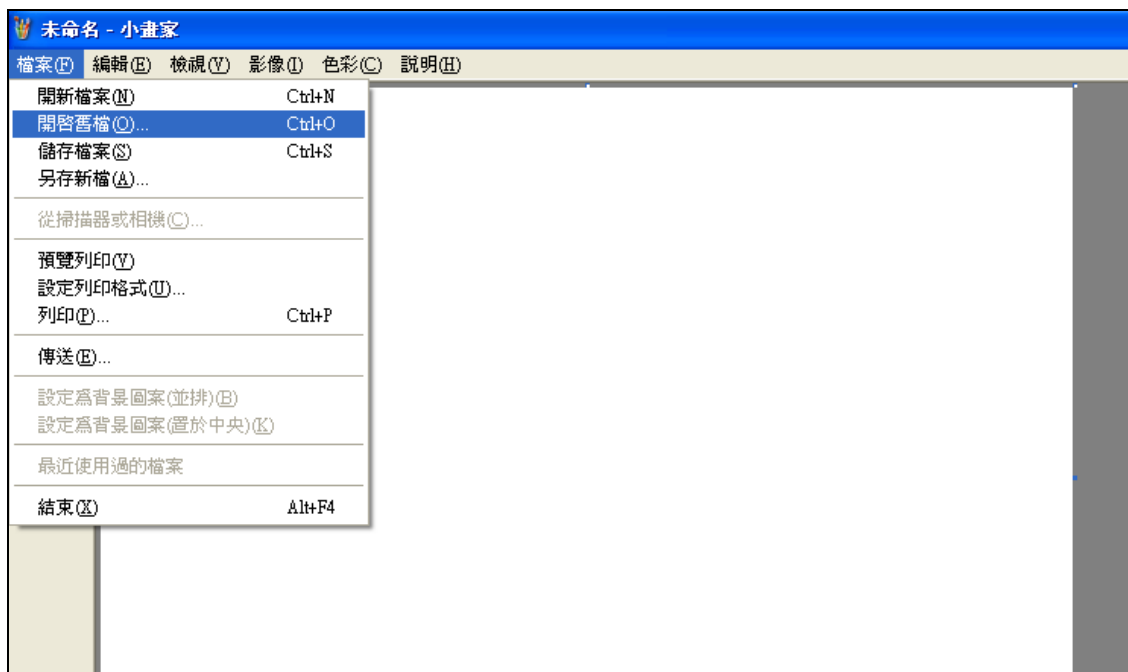 未命名 - 小畫家
檔案(F) 編輯(E) 檢視(V) 影像(I) 色彩(C) 說明(H)
開新檔案(N) Ctrl+N
開啓舊檔(O)... Ctrl+O
儲存檔案(S) Ctrl+S
另存新檔(A)...
從掃描器或相機(C)...
預覽列印(V)
設定列印格式(U)...
列印(P)... Ctrl+P
傳送(E)...
設定爲背景圖案(並排)(B)
設定爲背景圖案(置於中央)(K)
最近使用過的檔案
結束(X) Alt+F4